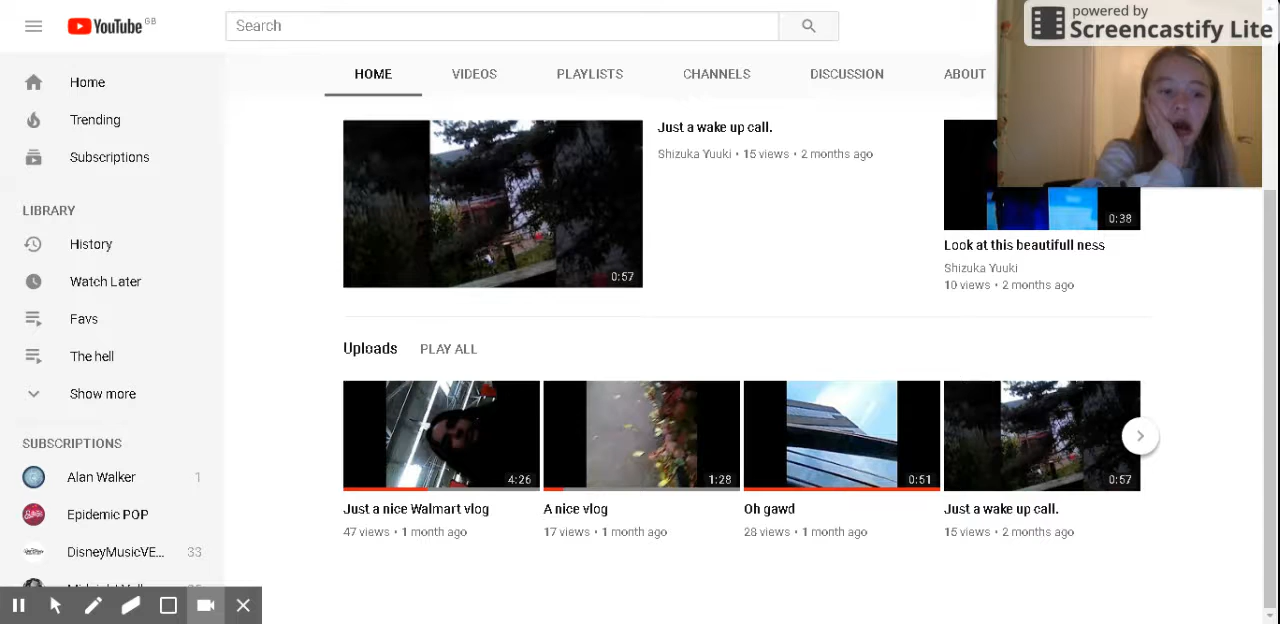 YouTube GB
Search
powered by
Screencastify Lite
Home
Trending
Subscriptions
LIBRARY
History
Watch Later
Favs
The hell
Show more
SUBSCRIPTIONS
Alan Walker 1
Epidemic POP
DisneyMusicVE... 33
HOME VIDEOS PLAYLISTS CHANNELS DISCUSSION ABOUT
0:57
Just a wake up call.
Shizuka Yuuki • 15 views • 2 months ago
0:38
Look at this beautifull ness
Shizuka Yuuki
10 views • 2 months ago
Uploads PLAY ALL
4:26
Just a nice Walmart vlog
47 views • 1 month ago
1:28
A nice vlog
17 views • 1 month ago
0:51
Oh gawd
28 views • 1 month ago
0:57
Just a wake up call.
15 views • 2 months ago